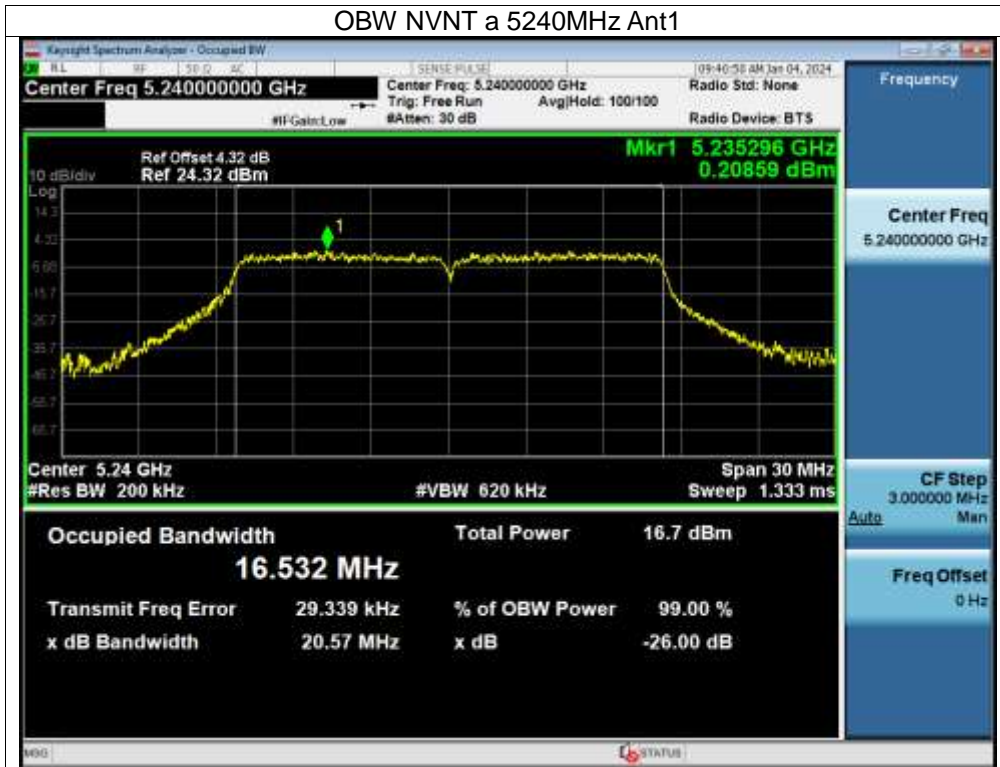 OBW NVNT a 5240MHz Ant1
Keysight Spectrum Analyzer - Occupied BW
RL RF 50 Ω AC SENSE:PULSE 09:40:50 AM Jan 04, 2024
Center Freq 5.240000000 GHz
Center Freq: 5.240000000 GHz
Radio Std: None
Trig: Free Run Avg|Hold: 100/100
#IFGain:Low #Atten: 30 dB Radio Device: BTS
Frequency
Mkr1 5.235296 GHz
0.20859 dBm
Ref Offset 4.32 dB
10 dB/div Ref 24.32 dBm
Log
14.3
4.32
-5.68
-15.7
-25.7
-35.7
-45.7
-55.7
-65.7
1
Center Freq
5.240000000 GHz
Center 5.24 GHz Span 30 MHz
#Res BW 200 kHz #VBW 620 kHz Sweep 1.333 ms
CF Step
3.000000 MHz
Auto Man
Occupied Bandwidth Total Power 16.7 dBm
16.532 MHz
Freq Offset
0 Hz
Transmit Freq Error 29.339 kHz % of OBW Power 99.00 %
x dB Bandwidth 20.57 MHz x dB -26.00 dB
MSG STATUS